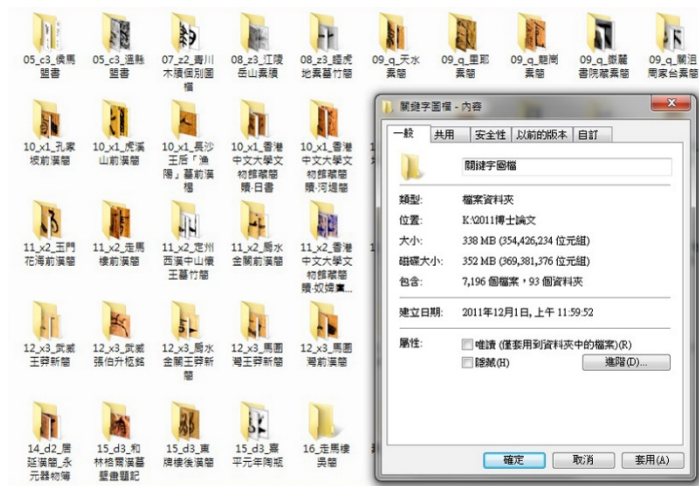 05_c3_侯馬
盟書
05_c3_溫縣
盟書
07_z2_青川
木牘個別圖
檔
08_z3_江陵
岳山秦牘
08_z3_睡虎
地秦墓竹簡
09_q_天水
秦簡
09_q_里耶
秦簡
09_q_龍崗
秦簡
09_q_嶽麓
書院藏秦簡
09_q_關沮
周家台秦簡
10_x1_孔家
坡前漢簡
10_x1_虎溪
山前漢簡
10_x1_長沙
王后「漁
陽」墓前漢
楬
10_x1_香港
中文大學文
物館藏簡
牘-日書
10_x1_香港
中文大學文
物館藏簡
牘-河堤簡
11_x2_玉門
花海前漢簡
11_x2_走馬
樓前漢簡
11_x2_定州
西漢中山懷
王墓竹簡
11_x2_肩水
金關前漢簡
11_x2_香港
中文大學文
物館藏簡
牘-奴婢廩...
12_x3_武威
王莽新簡
12_x3_武威
張伯升柩銘
12_x3_肩水
金關王莽新
簡
12_x3_馬圈
灣王莽新簡
12_x3_馬圈
灣前漢簡
14_d2_居
延漢簡_永
元器物簿
15_d3_和
林格爾漢墓
壁畫題記
15_d3_東
牌樓後漢簡
15_d3_熹
平元年陶瓶
16_走馬樓
吳簡
關鍵字圖檔 - 內容
一般 共用 安全性 以前的版本 自訂
關鍵字圖檔
類型: 檔案資料夾
位置: K:\2011博士論文
大小: 338 MB (354,426,234 位元組)
磁碟大小: 352 MB (369,381,376 位元組)
包含: 7,196 個檔案，93 個資料夾
建立日期: 2011年12月1日, 上午 11:59:52
屬性: 唯讀 (僅套用到資料夾中的檔案)(R)
隱藏(H) 進階(D)...
確定 取消 套用(A)